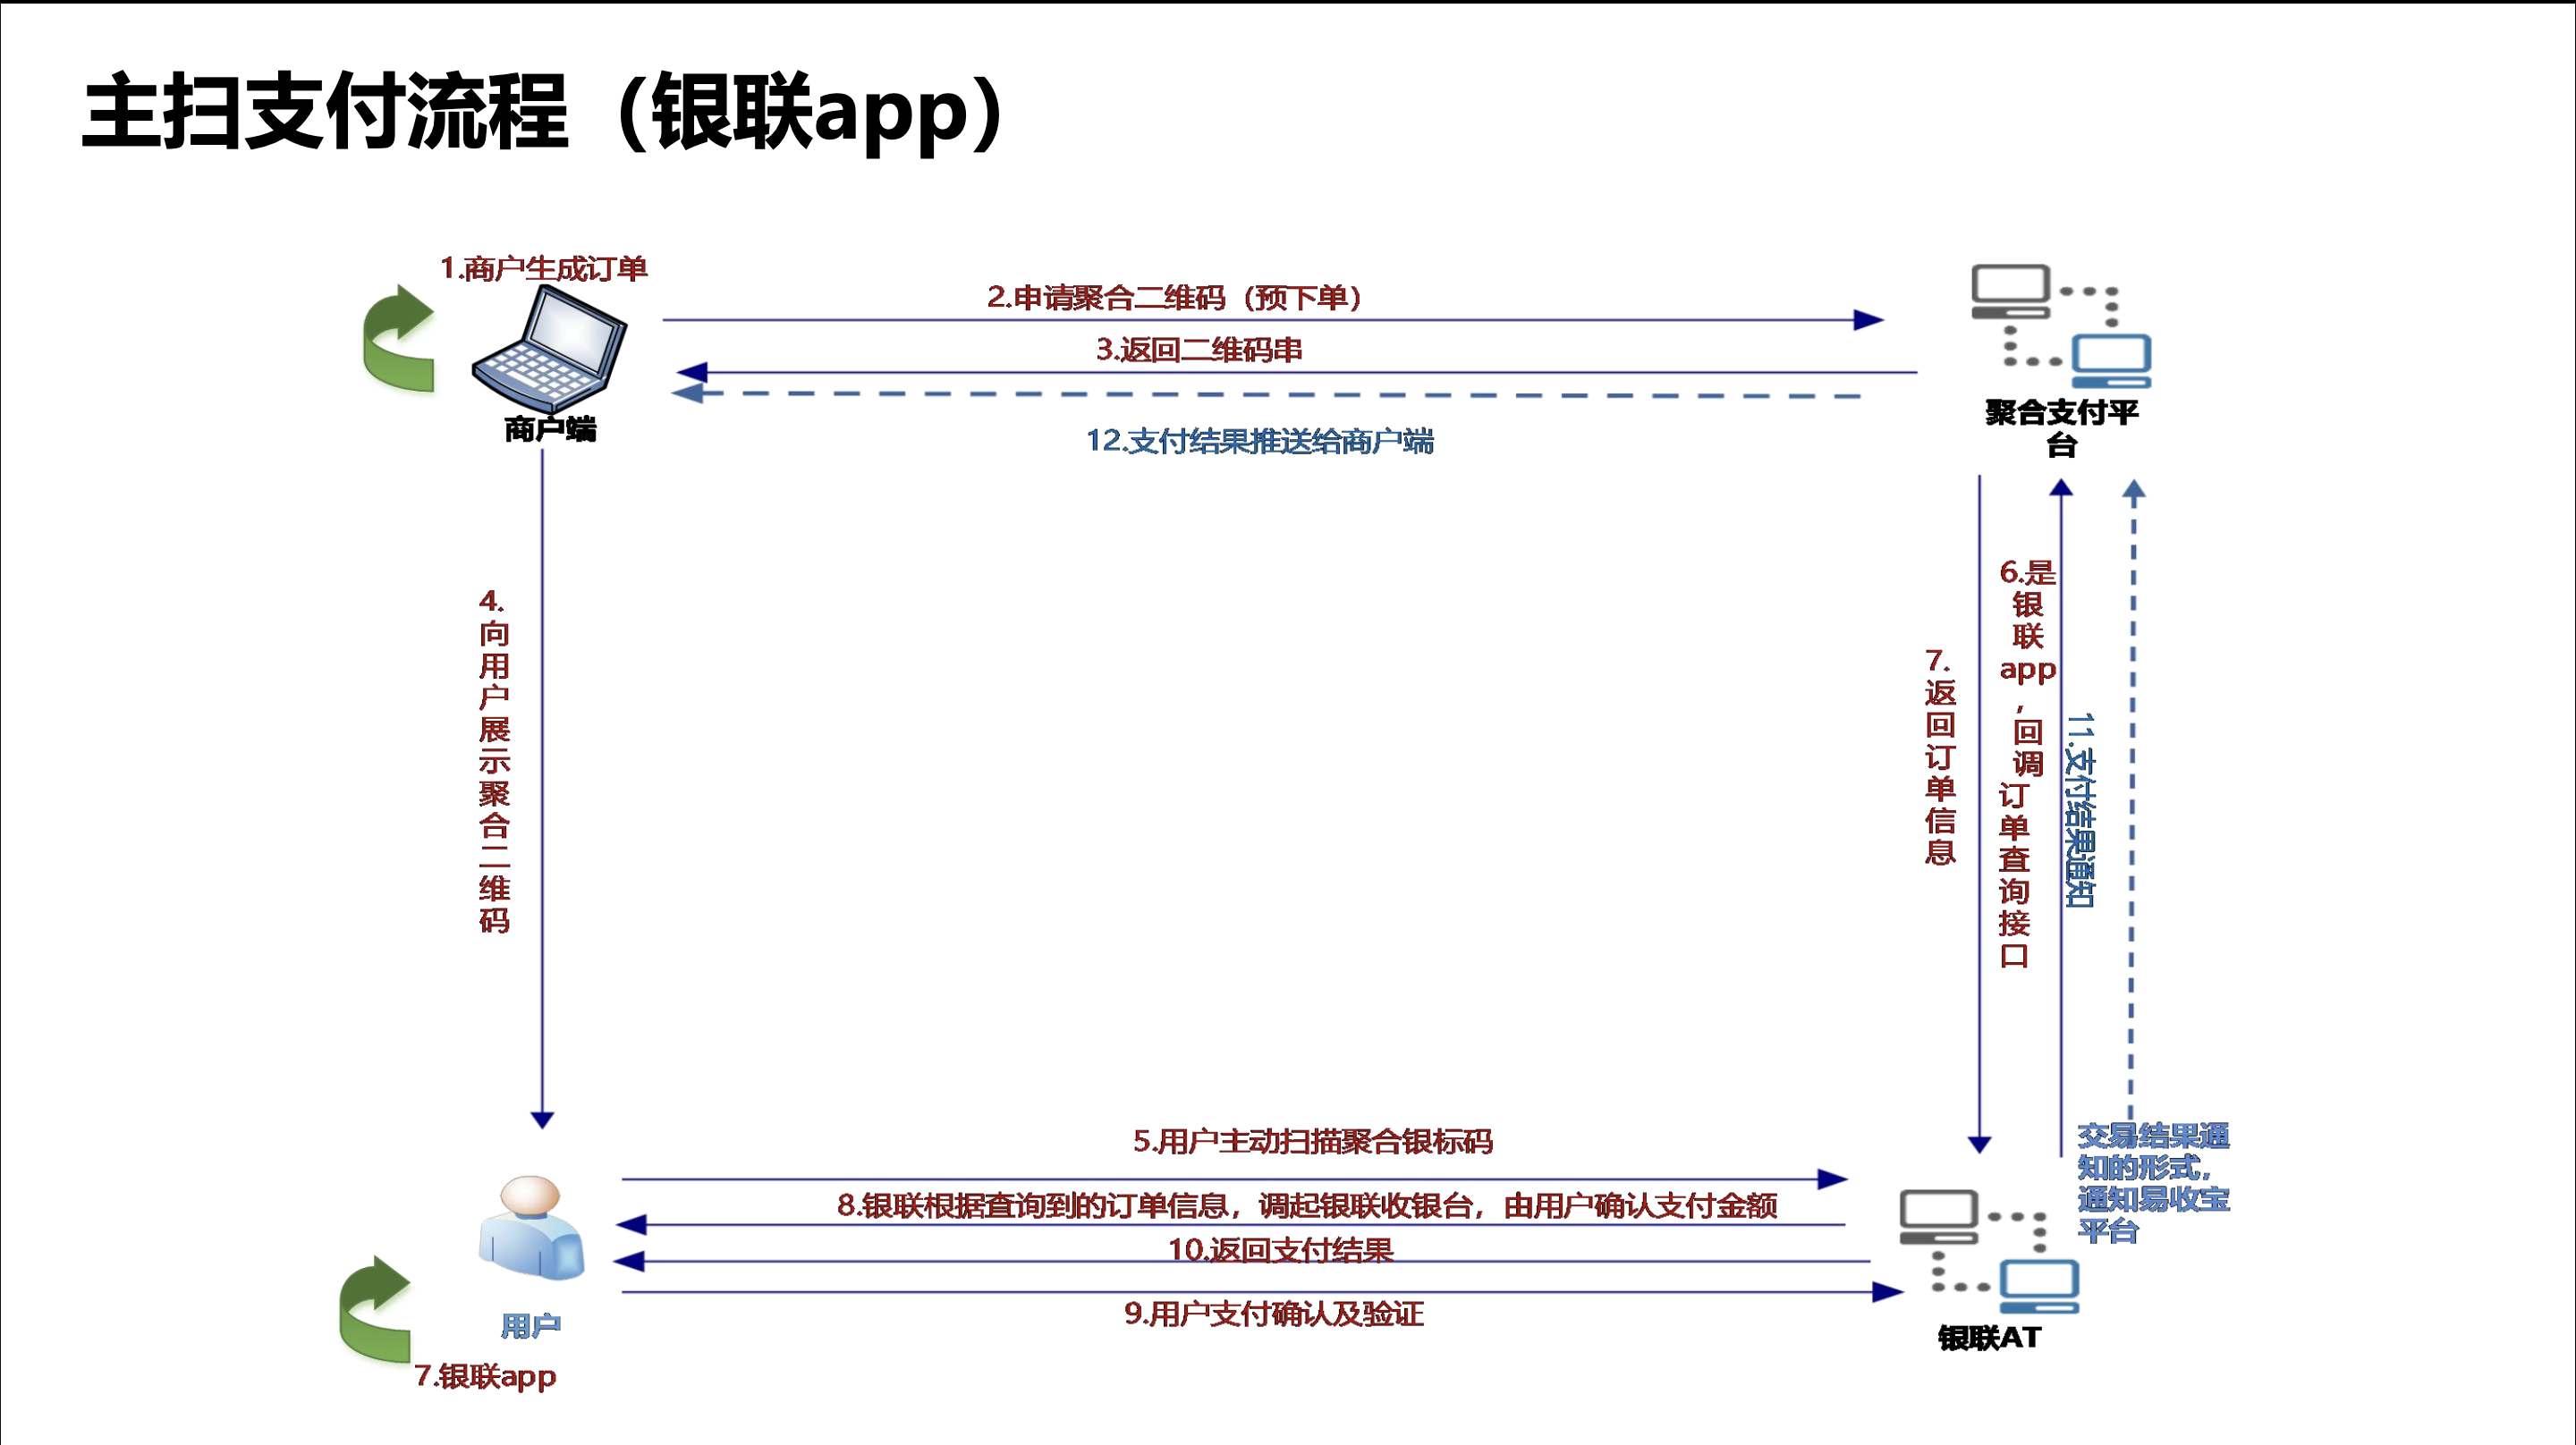 主扫支付流程（银联app）
1.商户生成订单
2.申请聚合二维码（预下单）
3.返回二维码串
12.支付结果推送给商户端
商户端
聚合支付平
台
4.
向
用
户
展
示
聚
合
二
维
码
7.
返
回
订
单
信
息
6.是
银
联
app
，
回
调
订
单
查
询
接
口
11.支付结果通知
5.用户主动扫描聚合银标码
8.银联根据查询到的订单信息，调起银联收银台，由用户确认支付金额
10.返回支付结果
9.用户支付确认及验证
交易结果通
知的形式，
通知易收宝
平台
用户
7.银联app
银联AT